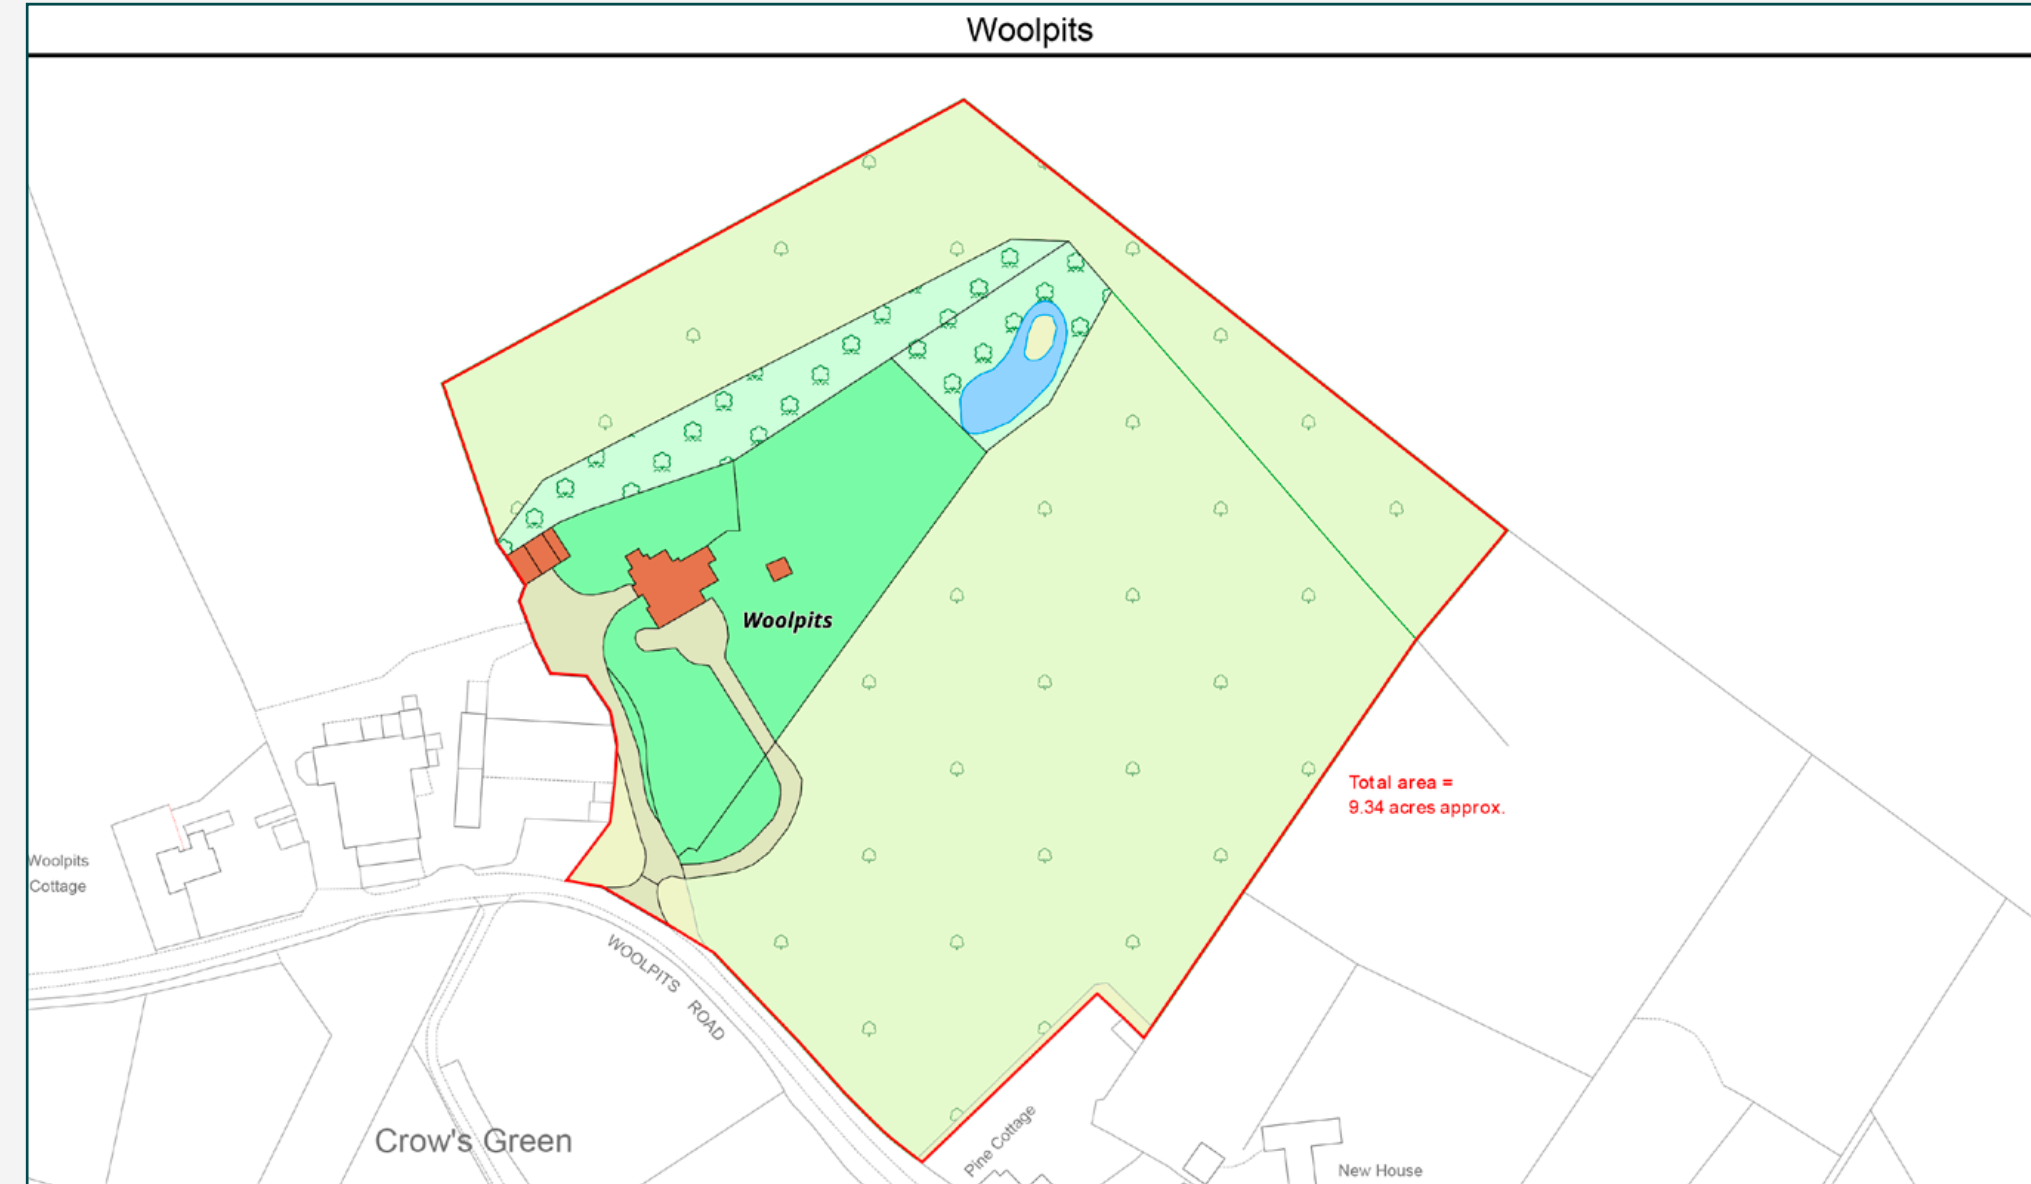 Woolpits
Woolpits
Total area =
9.34 acres approx.
Woolpits
Cottage
WOOLPITS ROAD
Crow's Green
Pine Cottage
New House